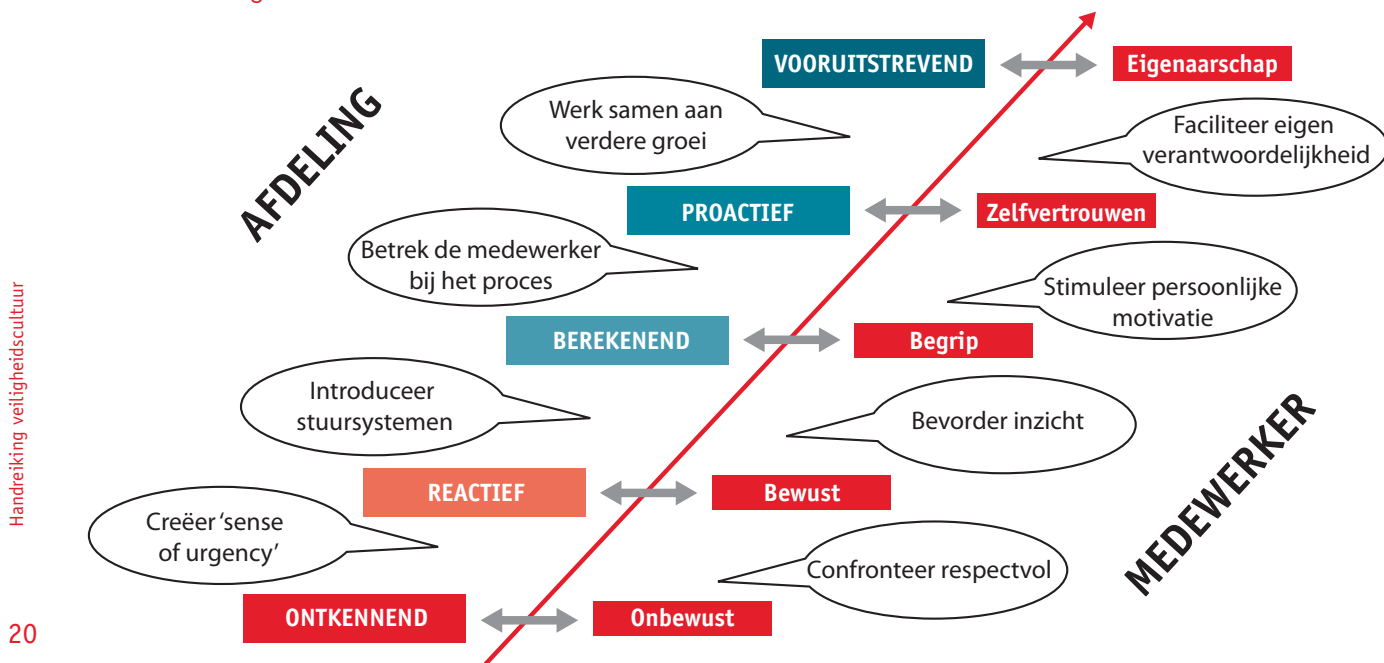 VOORUITSTREVEND
Eigenaarschap
Werk samen aan
verdere groei
Faciliteer eigen
verantwoordelijkheid
AFDELING
PROACTIEF
Zelfvertrouwen
Betrek de medewerker
bij het proces
Stimuleer persoonlijke
motivatie
BEREKENEND
Begrip
Introduceer
stuursystemen
Bevorder inzicht
REACTIEF
Bewust
MEDEWERKER
Creëer ‘sense
of urgency’
Confronteer respectvol
ONTKENNEND
Onbewust
Handreiking veiligheidscultuur
20